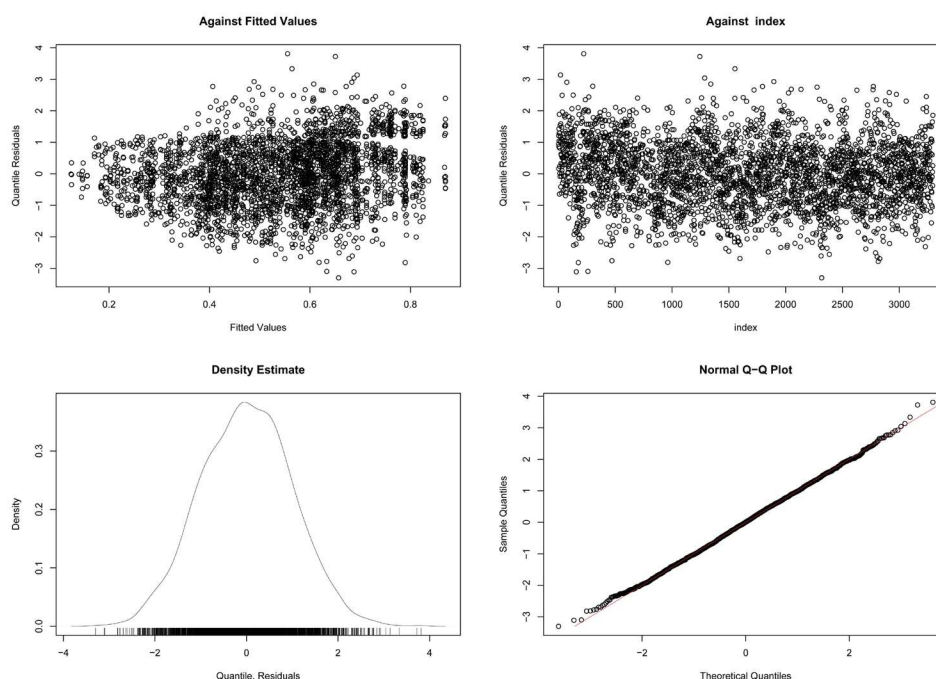 Against Fitted Values
Quantile Residuals
−3 −2 −1 0 1 2 3 4
0.2 0.4 0.6 0.8
Fitted Values
Against index
Quantile Residuals
−3 −2 −1 0 1 2 3 4
0 500 1000 1500 2000 2500 3000
index
Density Estimate
Density
0.0 0.1 0.2 0.3
−4 −2 0 2 4
Quantile. Residuals
Normal Q−Q Plot
Sample Quantiles
−3 −2 −1 0 1 2 3 4
−2 0 2
Theoretical Quantiles